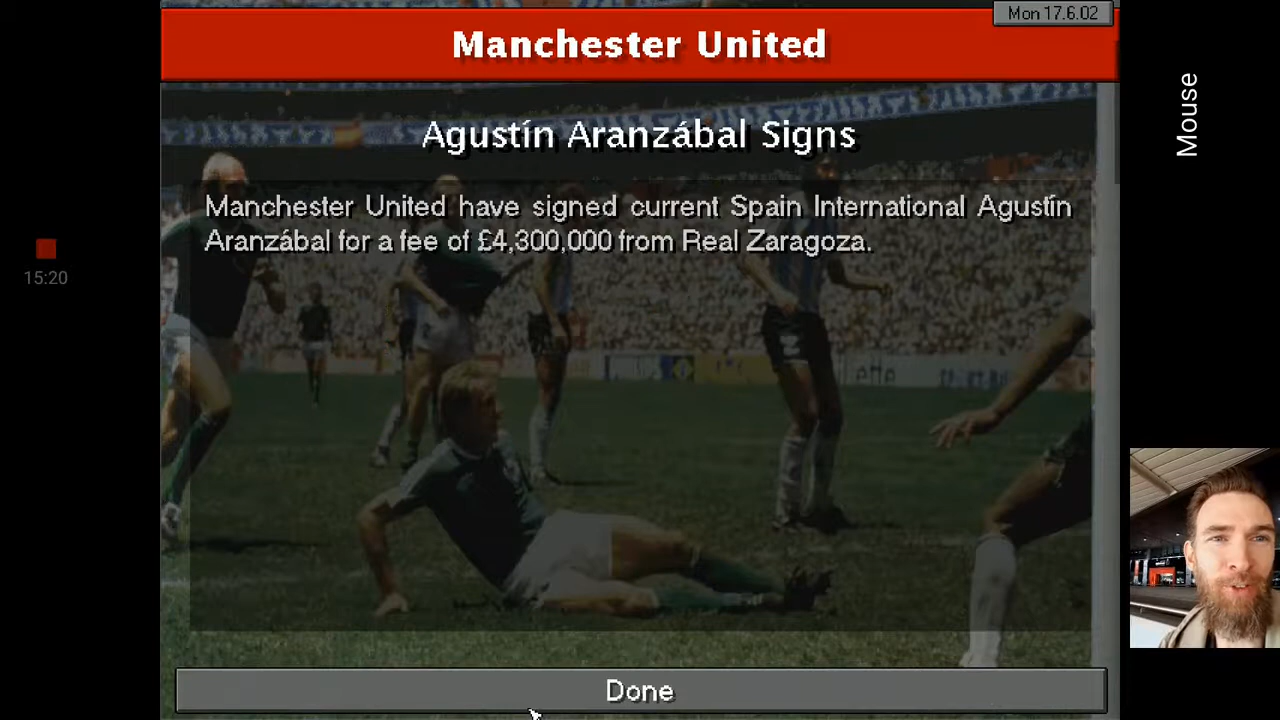 Mon 17.6.02
Manchester United
Mouse
Agustín Aranzábal Signs
Manchester United have signed current Spain International Agustín
Aranzábal for a fee of £4,300,000 from Real Zaragoza.
15:20
Done